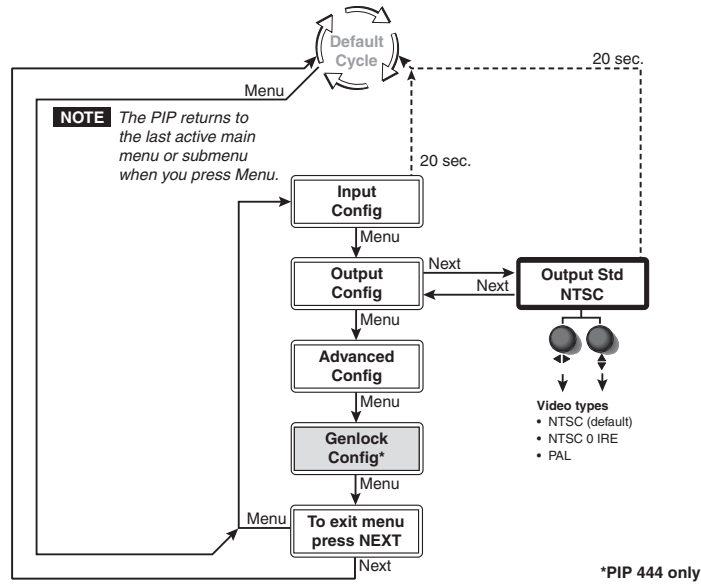 Default
Cycle
20 sec.
Menu
NOTE The PIP returns to
the last active main
menu or submenu
when you press Menu.
20 sec.
Input
Config
Menu
Output
Config
Next
Next
Output Std
NTSC
Menu
Advanced
Config
Menu
Video types
• NTSC (default)
• NTSC 0 IRE
• PAL
Genlock
Config*
Menu
Menu
To exit menu
press NEXT
Next
*PIP 444 only